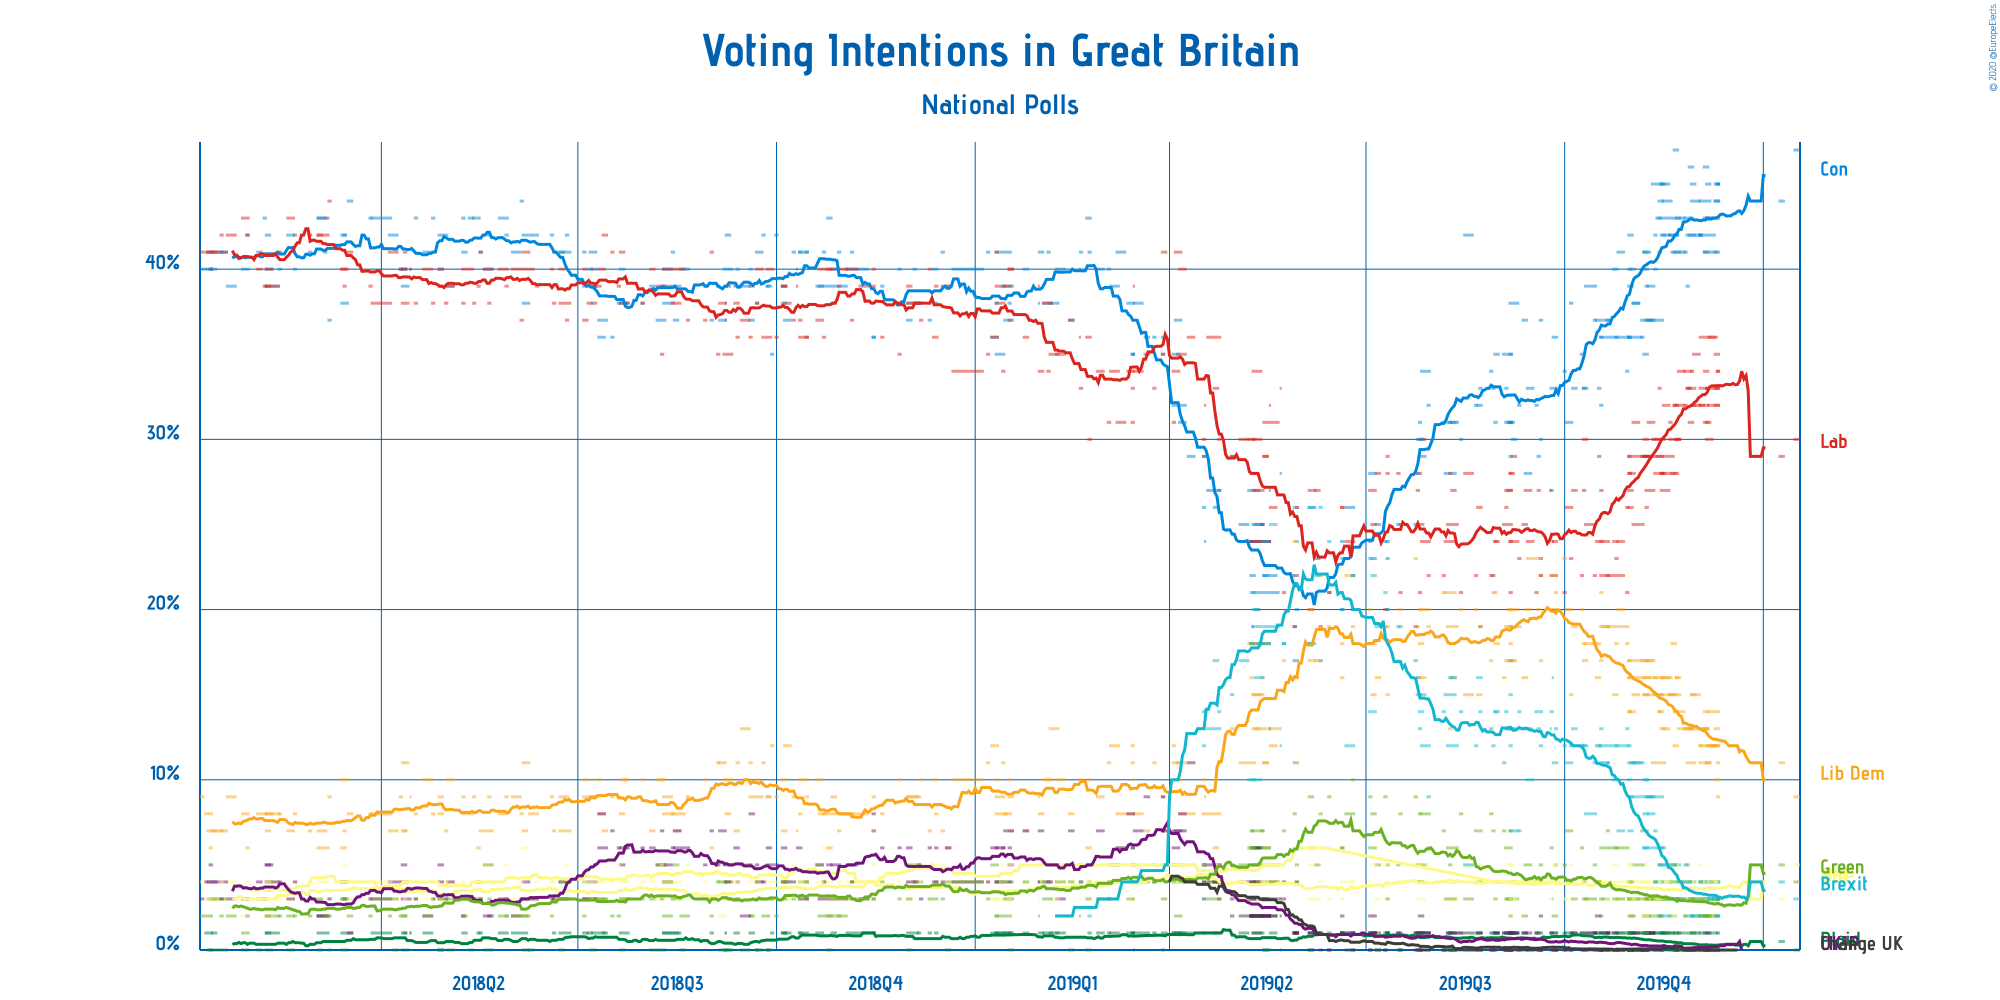 Voting Intentions in Great Britain
National Polls
© 2020 @EuropeElects
40%
30%
20%
10%
0%
Con
Lab
Lib Dem
Green
Brexit
Change UK
2018Q2
2018Q3
2018Q4
2019Q1
2019Q2
2019Q3
2019Q4